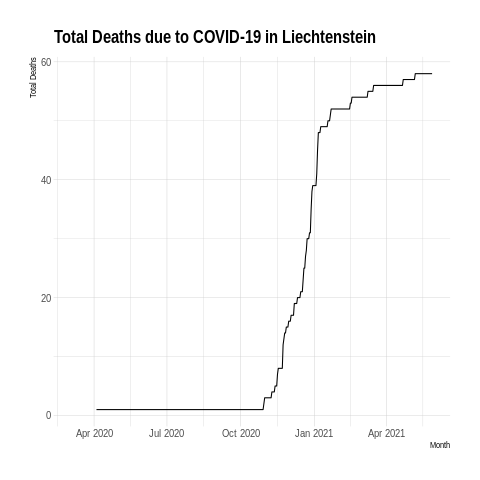 Total Deaths due to COVID-19 in Liechtenstein
Total Deaths
60
40
20
0
Apr 2020 Jul 2020 Oct 2020 Jan 2021 Apr 2021
Month